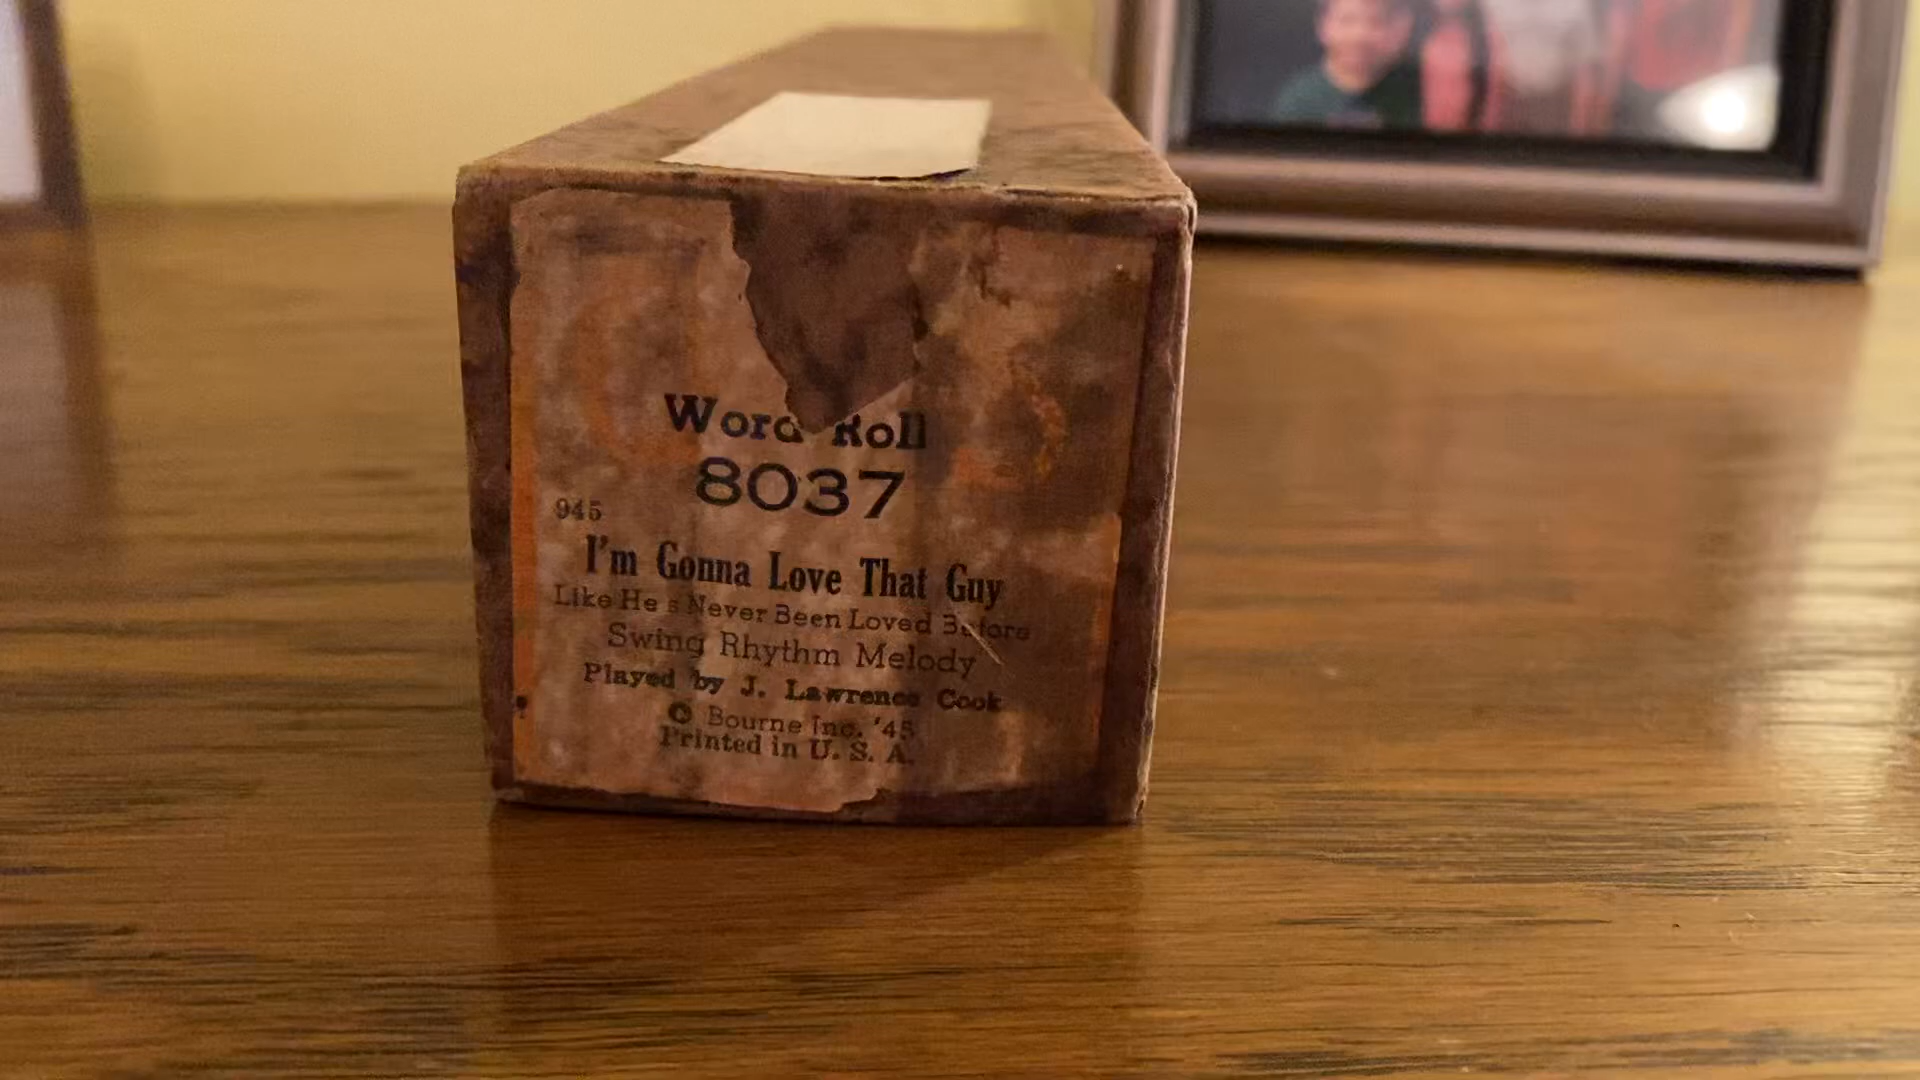 Word Roll
8037
945
I'm Gonna Love That Guy
Like He s Never Been Loved Before
Swing Rhythm Melody
Played by J. Lawrence Cook
© Bourne Inc. '45
Printed in U. S. A.